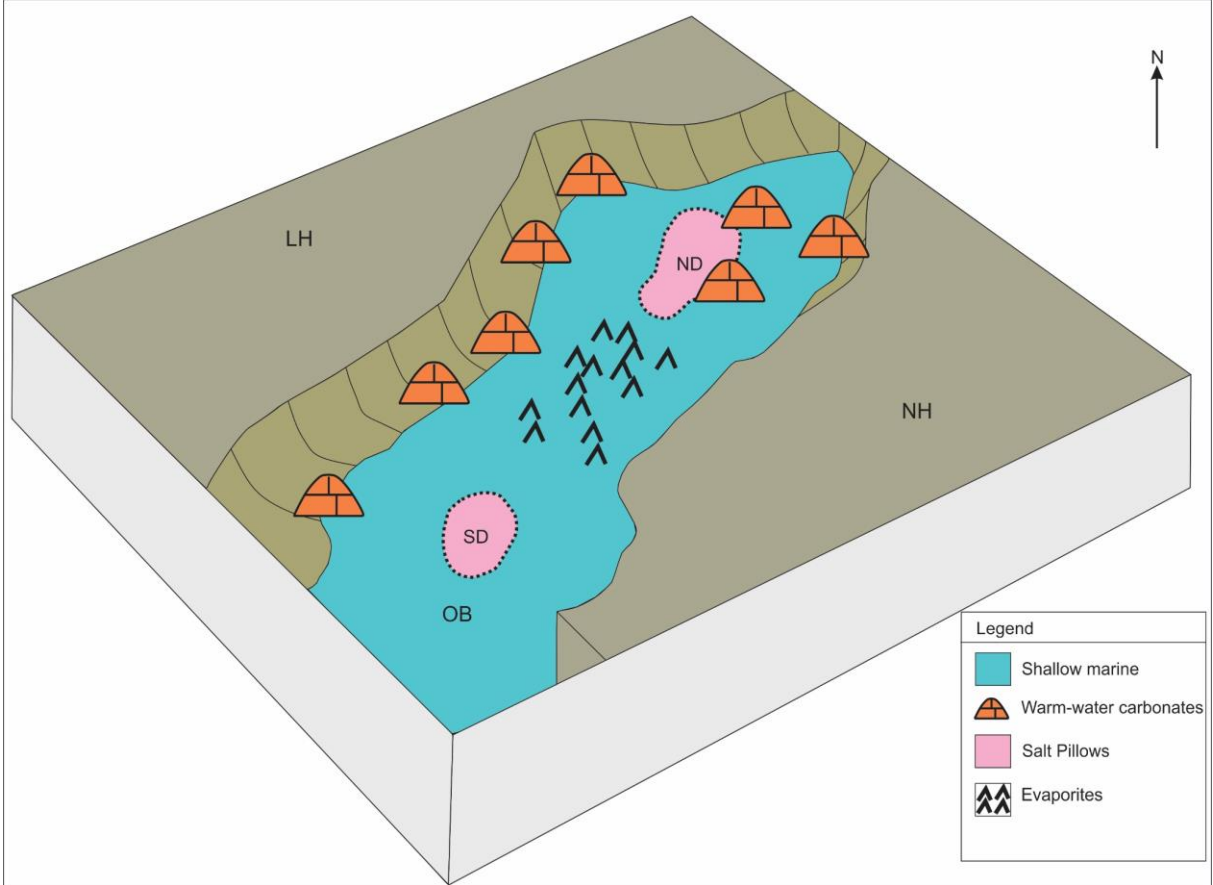 N
LH
ND
NH
SD
OB
Legend
Shallow marine
Warm-water carbonates
Salt Pillows
Evaporites